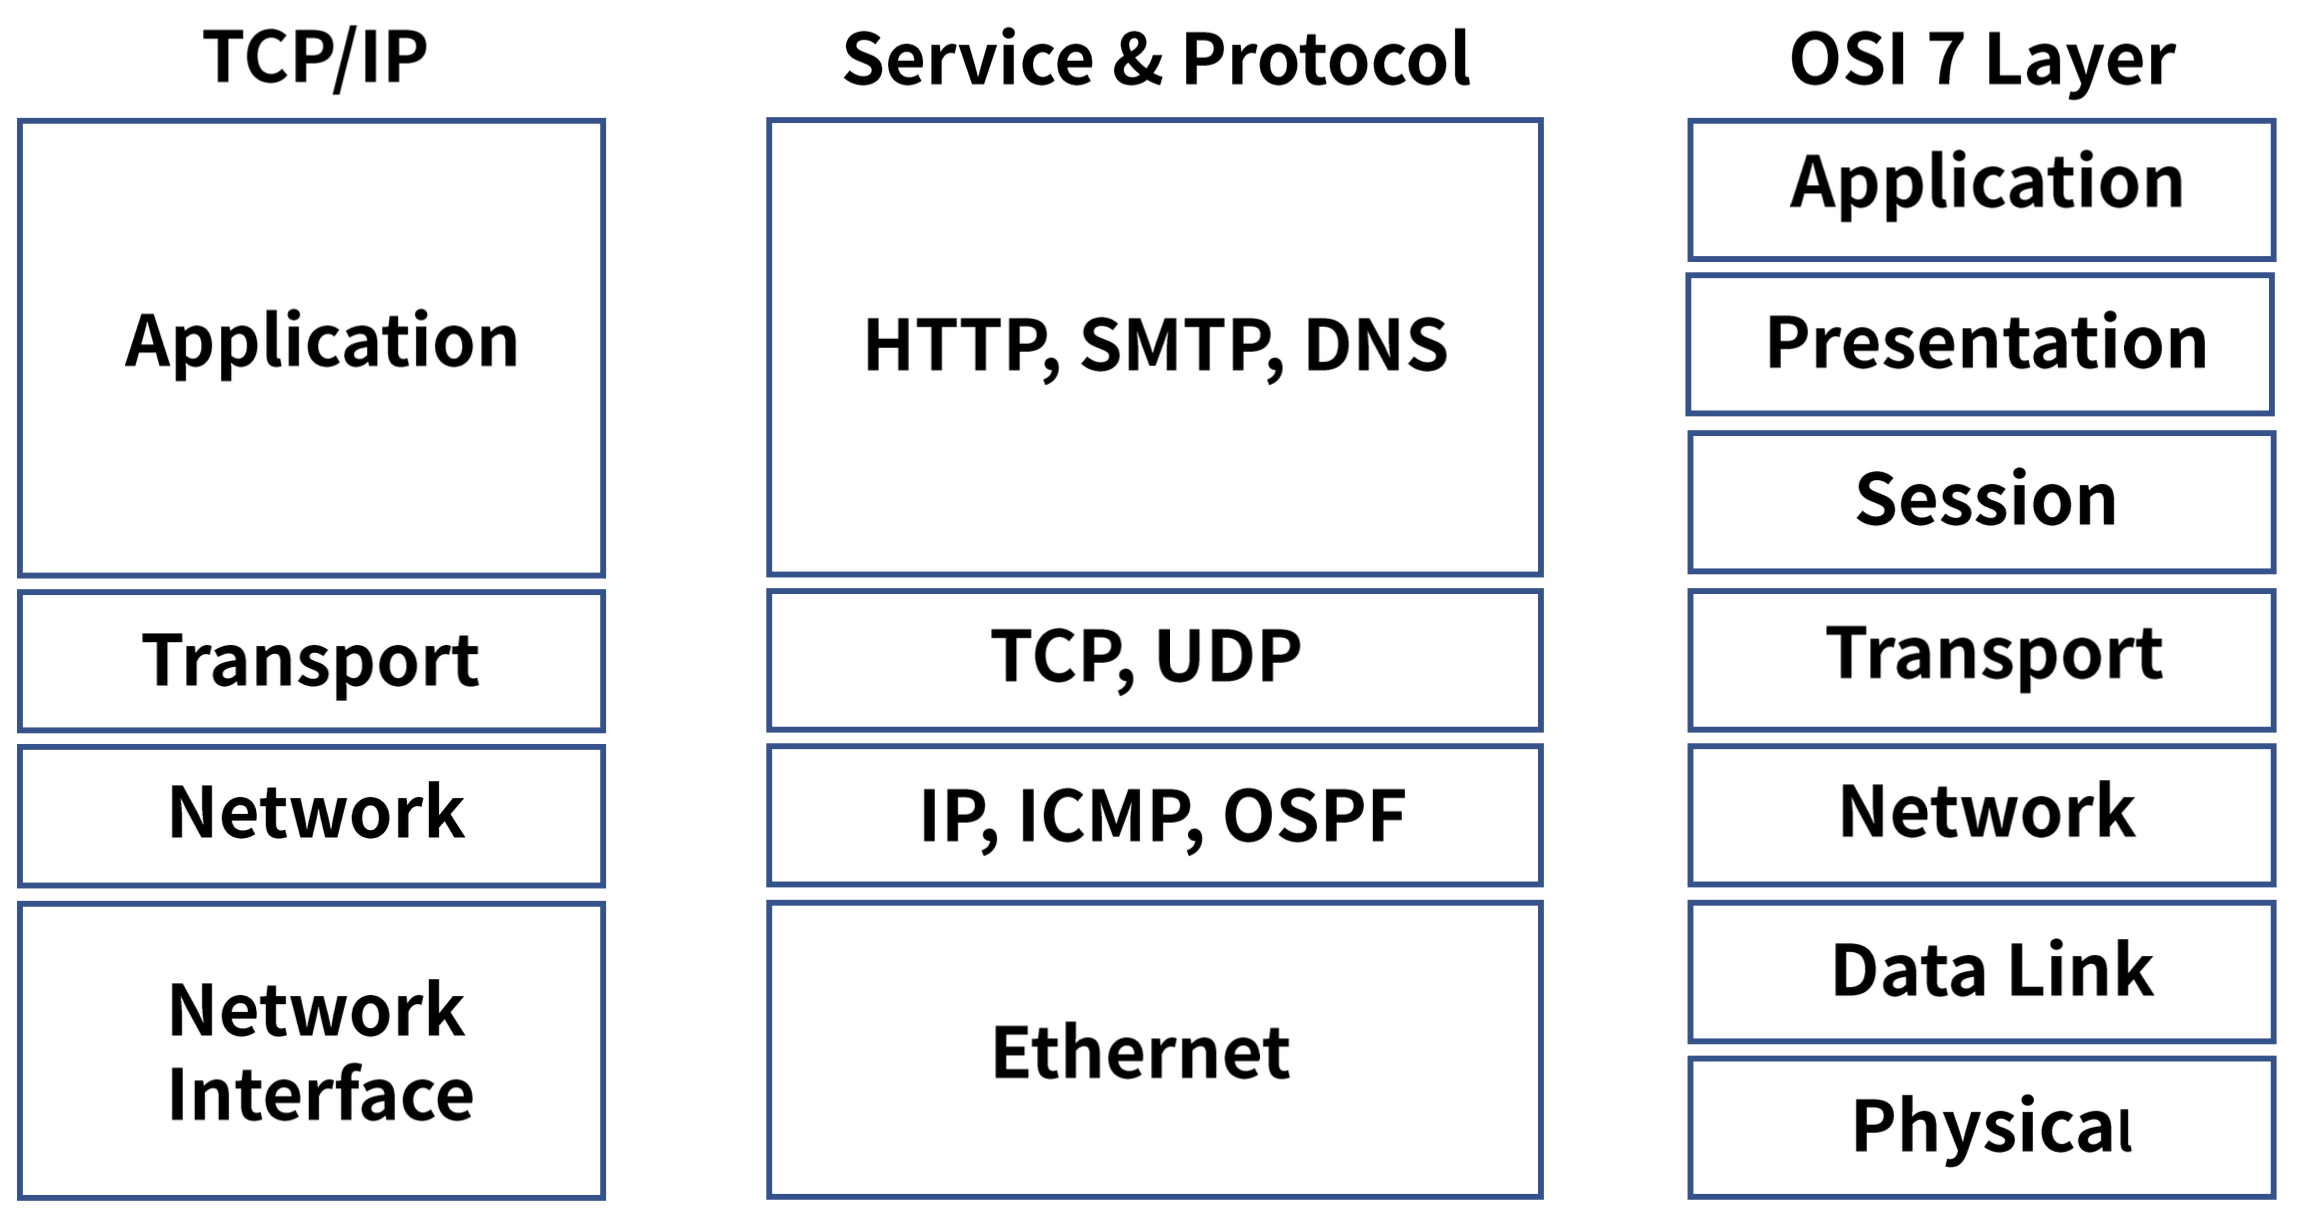 TCP/IP
Service & Protocol
OSI 7 Layer
Application
HTTP, SMTP, DNS
Application
Presentation
Session
Transport
TCP, UDP
Transport
Network
IP, ICMP, OSPF
Network
Network
Interface
Ethernet
Data Link
Physical